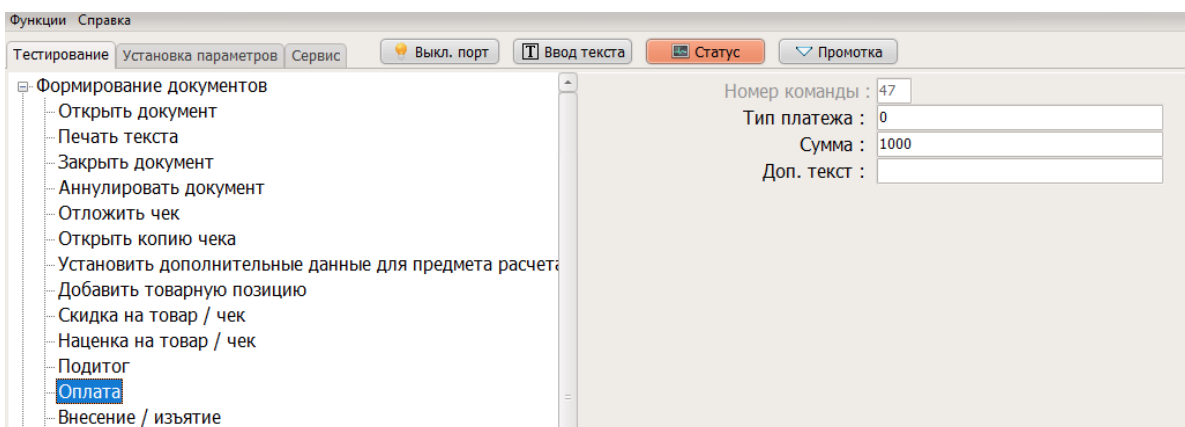 Функции Справка
Тестирование Установка параметров Сервис Выкл. порт T Ввод текста Статус Промотка
Формирование документов
Открыть документ
Печать текста
Закрыть документ
Аннулировать документ
Отложить чек
Открыть копию чека
Установить дополнительные данные для предмета расчета
Добавить товарную позицию
Скидка на товар / чек
Наценка на товар / чек
Подитог
Оплата
Внесение / изъятие
Номер команды : 47
Тип платежа : 0
Сумма : 1000
Доп. текст :